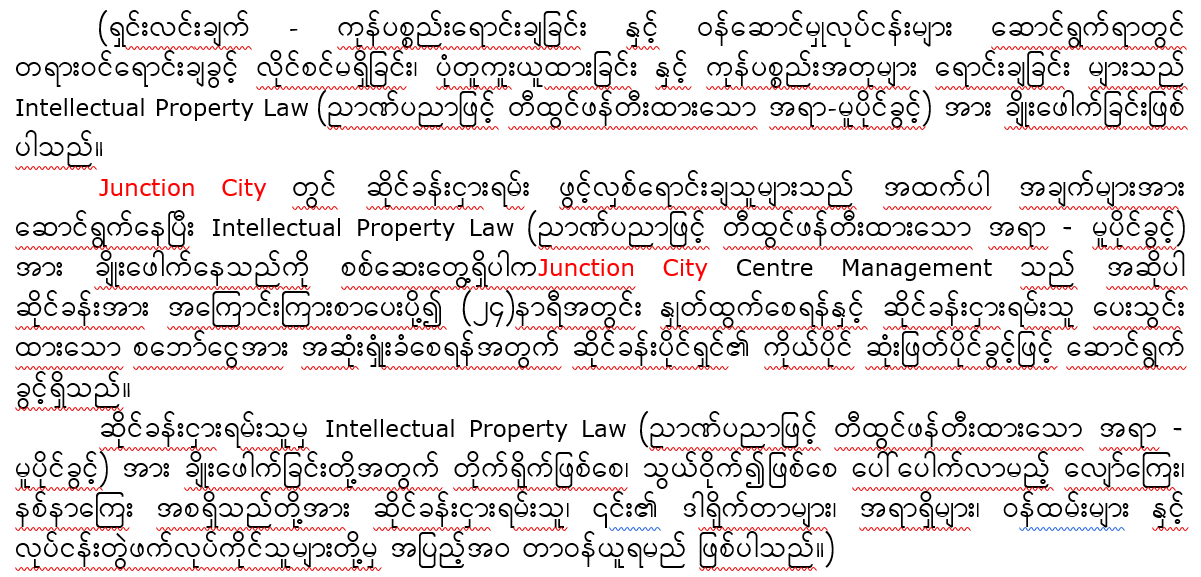 (ရှင်းလင်းချက် - ကုန်ပစ္စည်းရောင်းချခြင်း နှင့် ဝန်ဆောင်မှုလုပ်ငန်းများ ဆောင်ရွက်ရာတွင်
တရားဝင်ရောင်းချခွင့် လိုင်စင်မရှိခြင်း၊ ပုံတူကူးယူထားခြင်း နှင့် ကုန်ပစ္စည်းအတုများ ရောင်းချခြင်း များသည်
Intellectual Property Law (ညာဏ်ပညာဖြင့် တီထွင်ဖန်တီးထားသော အရာ-မူပိုင်ခွင့်) အား ချိုးဖေါက်ခြင်းဖြစ်
ပါသည်။
Junction City တွင် ဆိုင်ခန်းငှားရမ်း ဖွင့်လှစ်ရောင်းချသူများသည် အထက်ပါ အချက်များအား
ဆောင်ရွက်နေပြီး Intellectual Property Law (ညာဏ်ပညာဖြင့် တီထွင်ဖန်တီးထားသော အရာ - မူပိုင်ခွင့်)
အား ချိုးဖေါက်နေသည်ကို စစ်ဆေးတွေ့ရှိပါကJunction City Centre Management သည် အဆိုပါ
ဆိုင်ခန်းအား အကြောင်းကြားစာပေးပို့၍ (၂၄)နာရီအတွင်း နှုတ်ထွက်စေရန်နှင့် ဆိုင်ခန်းငှားရမ်းသူ ပေးသွင်း
ထားသော စဘော်ငွေအား အဆုံးရှုံးခံစေရန်အတွက် ဆိုင်ခန်းပိုင်ရှင်၏ ကိုယ်ပိုင် ဆုံးဖြတ်ပိုင်ခွင့်ဖြင့် ဆောင်ရွက်
ခွင့်ရှိသည်။
ဆိုင်ခန်းငှားရမ်းသူမှ Intellectual Property Law (ညာဏ်ပညာဖြင့် တီထွင်ဖန်တီးထားသော အရာ -
မူပိုင်ခွင့်) အား ချိုးဖေါက်ခြင်းတို့အတွက် တိုက်ရိုက်ဖြစ်စေ၊ သွယ်ဝိုက်၍ဖြစ်စေ ပေါ်ပေါက်လာမည့် လျော်ကြေး၊
နစ်နာကြေး အစရှိသည်တို့အား ဆိုင်ခန်းငှားရမ်းသူ၊ ၎င်း၏ ဒါရိုက်တာများ၊ အရာရှိများ၊ ဝန်ထမ်းများ နှင့်
လုပ်ငန်းတွဲဖက်လုပ်ကိုင်သူများတို့မှ အပြည့်အဝ တာဝန်ယူရမည် ဖြစ်ပါသည်။)